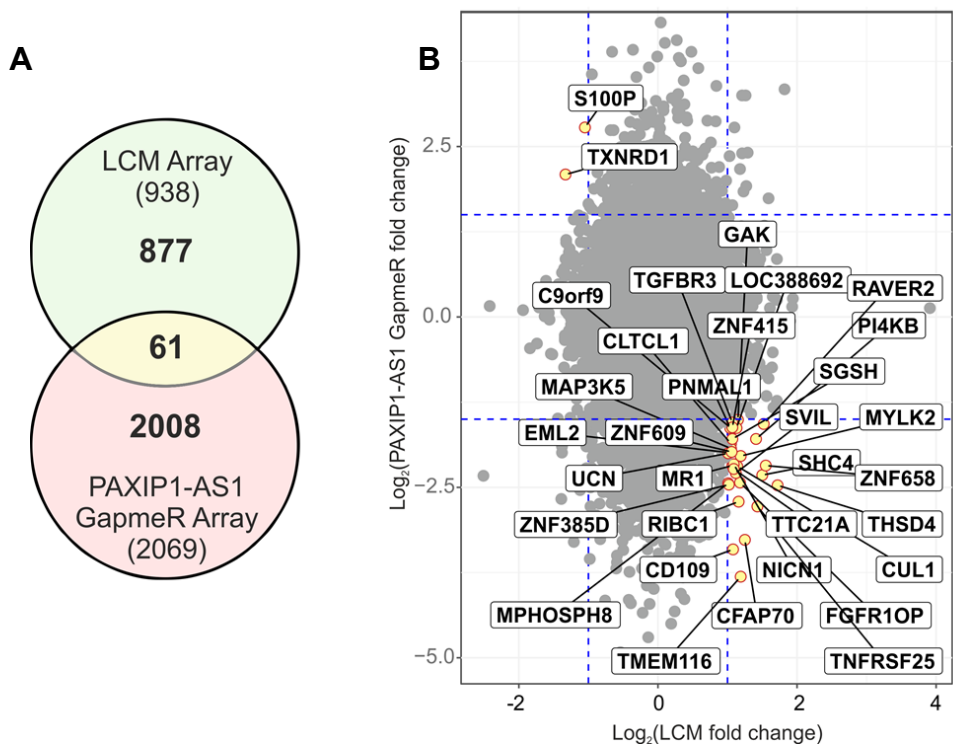 A
LCM Array
(938)
877
61
2008
PAXIP1-AS1
GapmeR Array
(2069)
B
Log2(PAXIP1-AS1 GapmeR fold change)
2.5
0.0
−2.5
−5.0
S100P
TXNRD1
GAK
TGFBR3
LOC388692
RAVER2
C9orf9
ZNF415
PI4KB
CLTCL1
SGSH
MAP3K5
PNMAL1
SVIL
MYLK2
EML2
ZNF609
SHC4
UCN
MR1
ZNF658
ZNF385D
RIBC1
TTC21A
THSD4
CD109
NICN1
CUL1
MPHOSPH8
CFAP70
FGFR1OP
TMEM116
TNFRSF25
-2
0
2
4
Log2(LCM fold change)